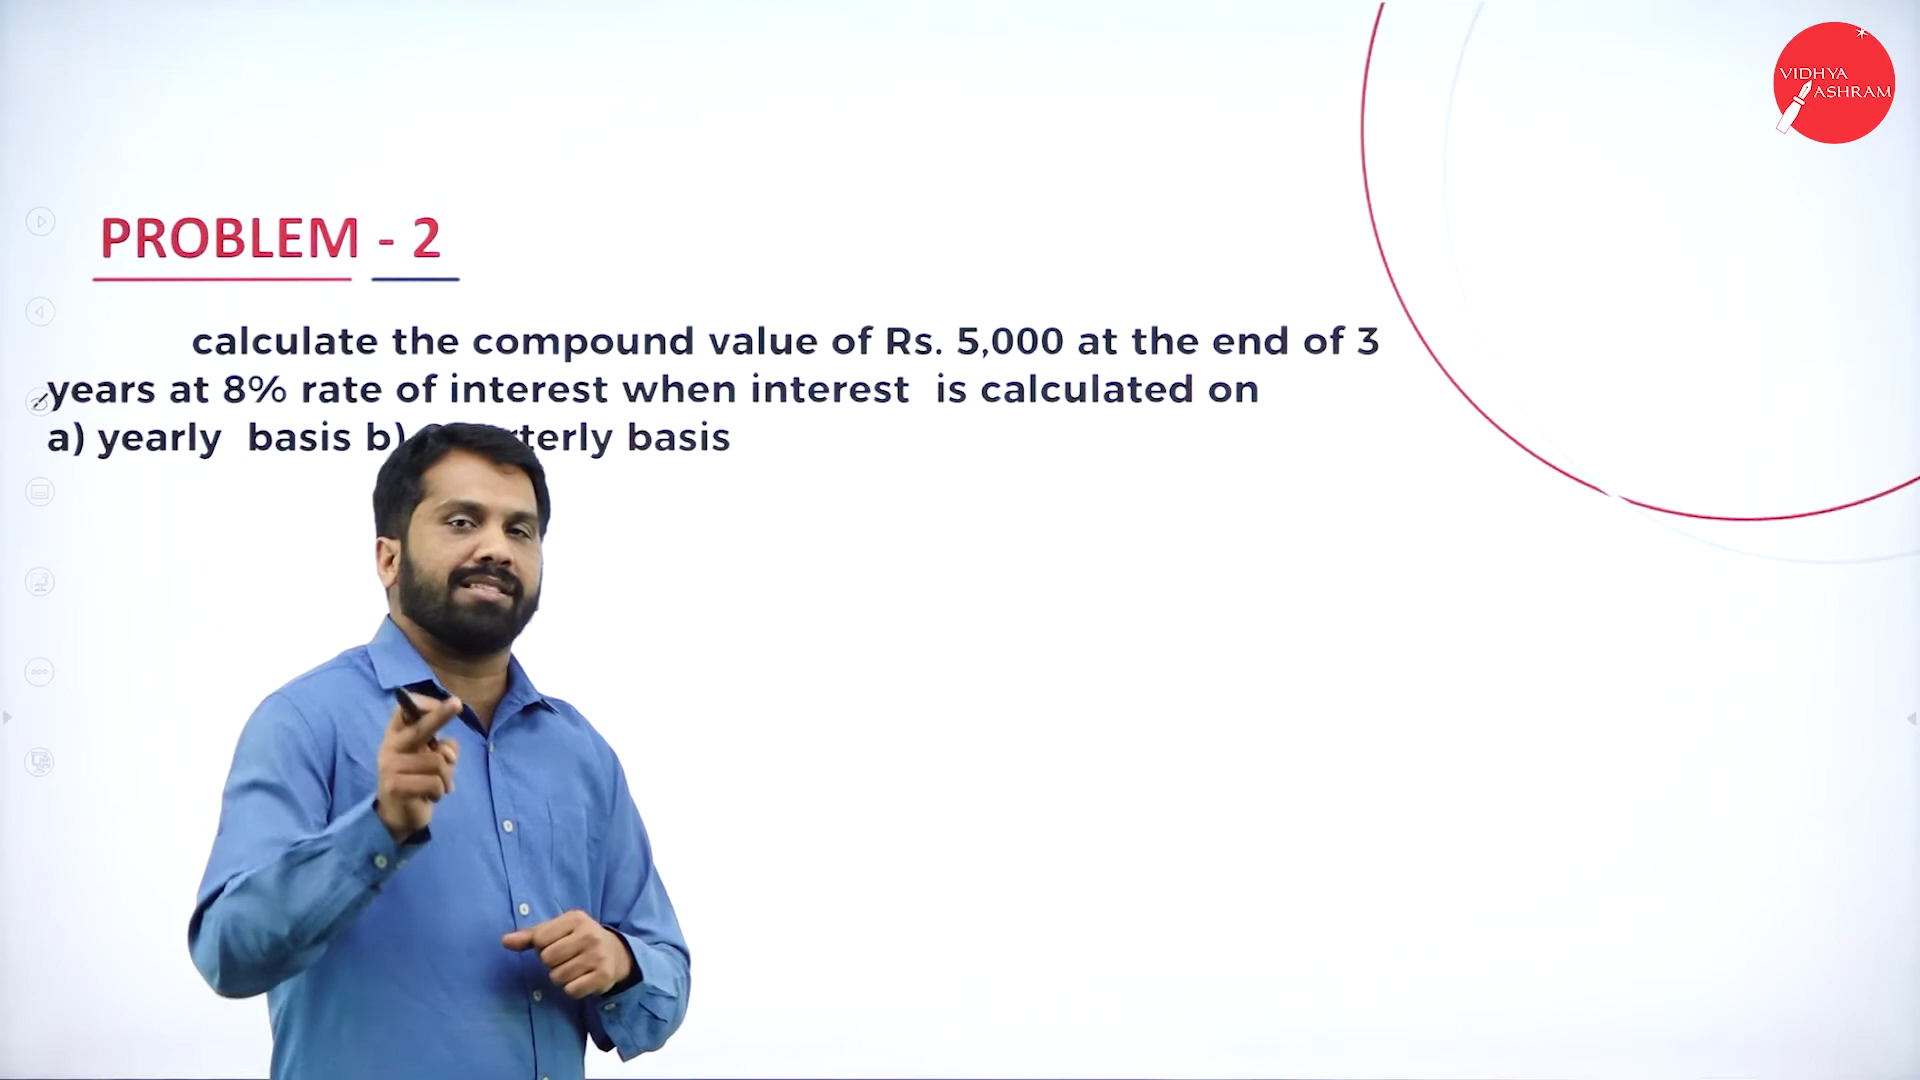 VIDHYA
ASHRAM
PROBLEM - 2
calculate the compound value of Rs. 5,000 at the end of 3
years at 8% rate of interest when interest is calculated on
a) yearly basis b) basis